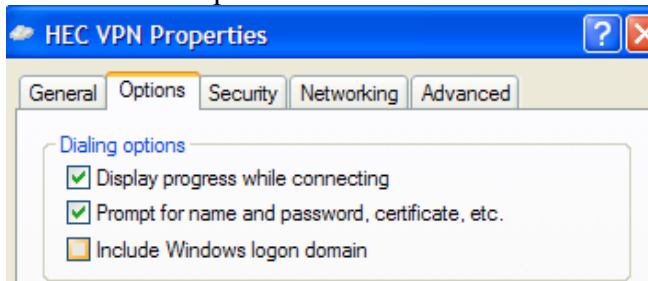 HEC VPN Properties
General Options Security Networking Advanced
Dialing options
Display progress while connecting
Prompt for name and password, certificate, etc.
Include Windows logon domain